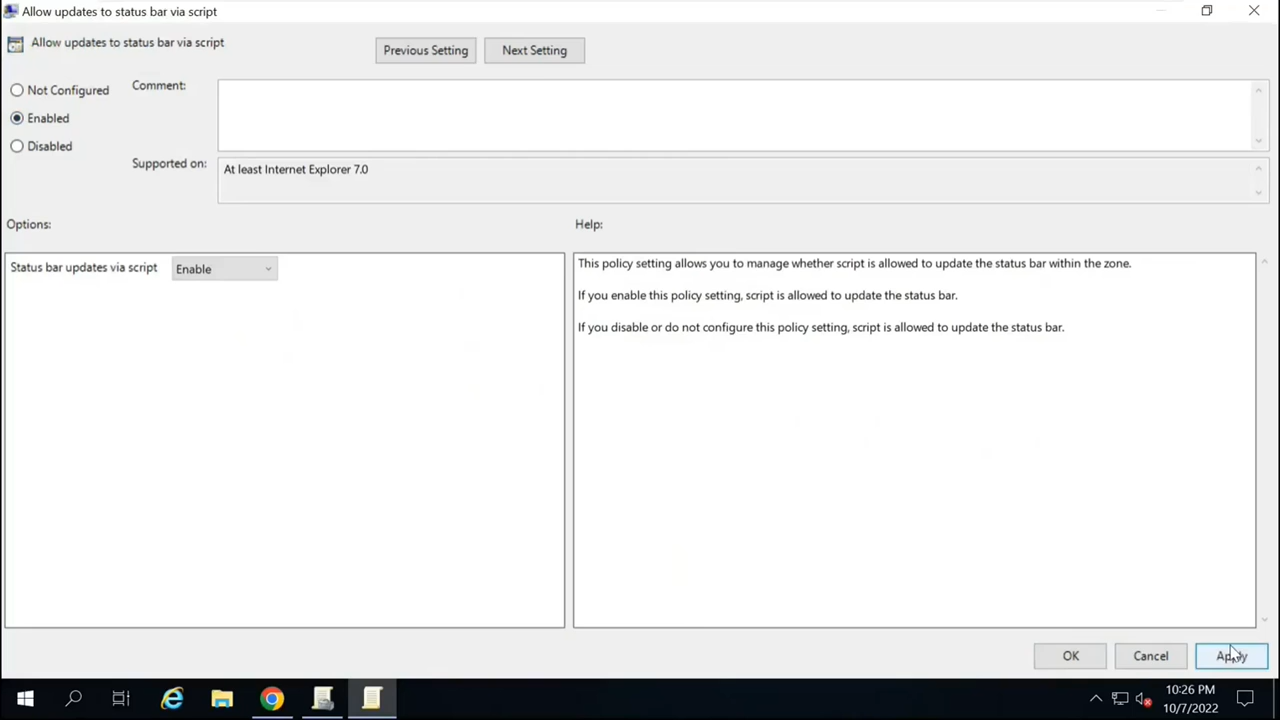 Allow updates to status bar via script
Allow updates to status bar via script
Previous Setting
Next Setting
Not Configured
Enabled
Disabled
Comment:
Supported on:
At least Internet Explorer 7.0
Options:
Help:
Status bar updates via script
Enable
This policy setting allows you to manage whether script is allowed to update the status bar within the zone.
If you enable this policy setting, script is allowed to update the status bar.
If you disable or do not configure this policy setting, script is allowed to update the status bar.
OK
Cancel
Apply
10:26 PM
10/7/2022